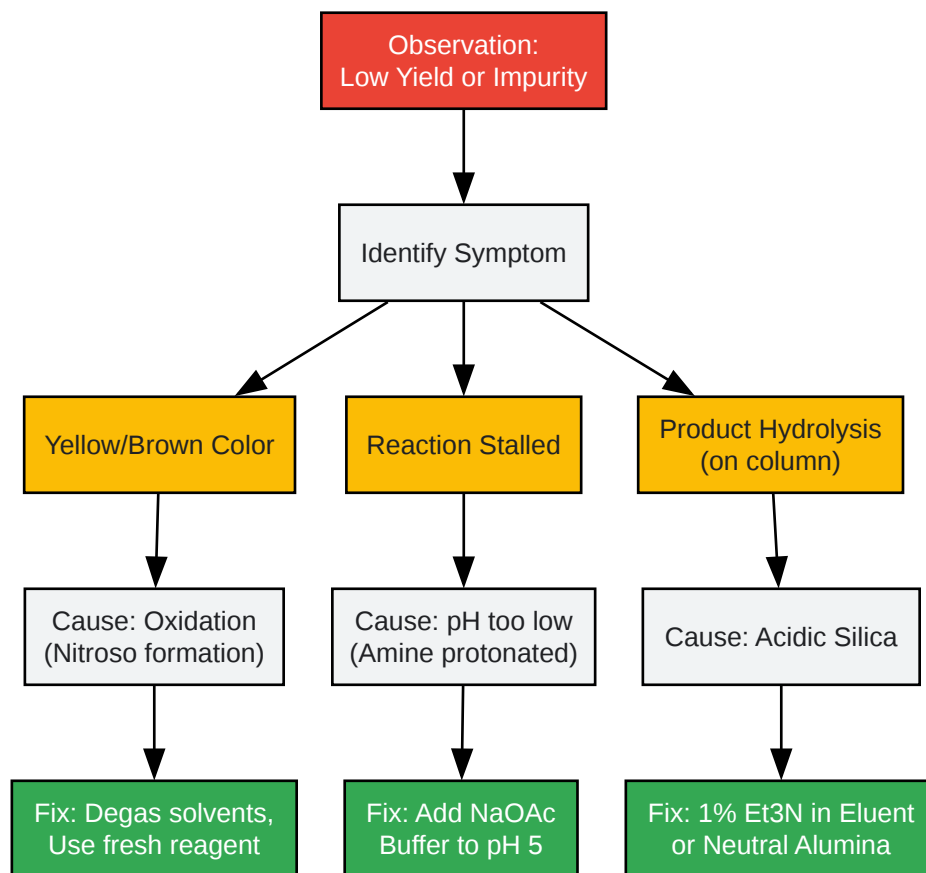 Observation:
Low Yield or Impurity
Identify Symptom
Yellow/Brown Color
Reaction Stalled
Product Hydrolysis
(on column)
Cause: Oxidation
(Nitroso formation)
Cause: pH too low
(Amine protonated)
Cause: Acidic Silica
Fix: Degas solvents,
Use fresh reagent
Fix: Add NaOAc
Buffer to pH 5
Fix: 1% Et3N in Eluent
or Neutral Alumina